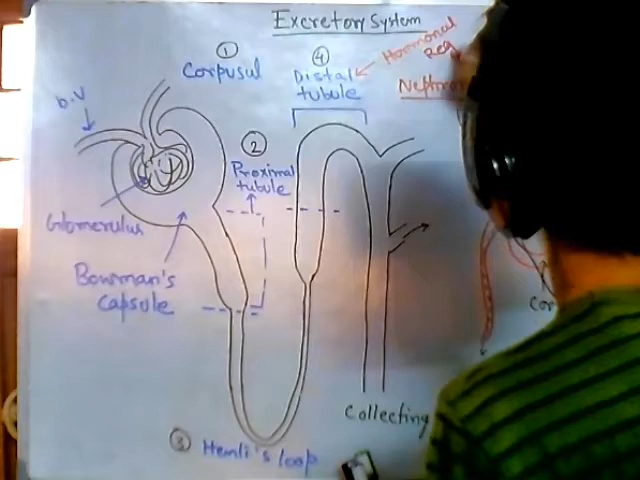 Excretory System
① Corpusul
④ Distal tubule
Hormonal Reg
Nephron
b.v
② Proximal tubule
Glomerulus
Bowman's capsule
Collecting
③ Henli's loop